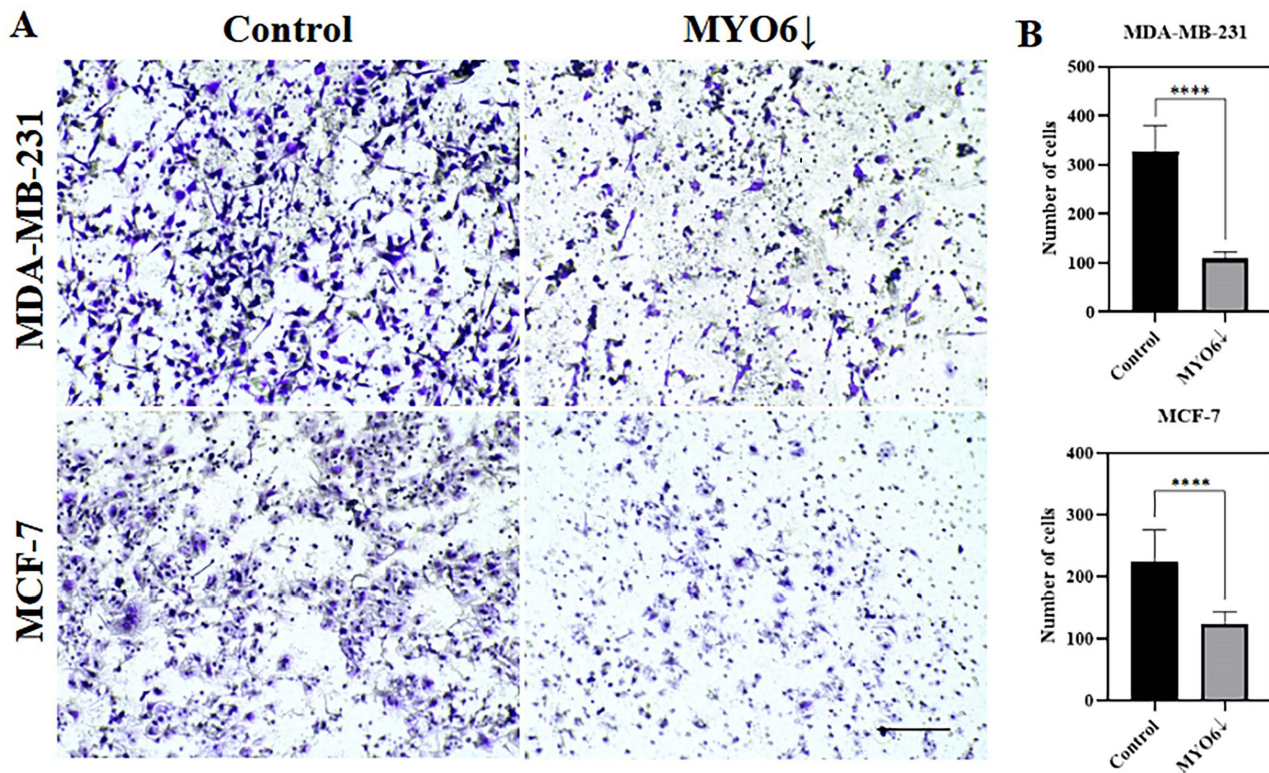 A
Control
MYO6↓
MDA-MB-231
MCF-7
B
MDA-MB-231
500
400
300
200
100
0
Number of cells
****
Control
MYO6↓
MCF-7
400
300
200
100
0
Number of cells
****
Control
MYO6↓